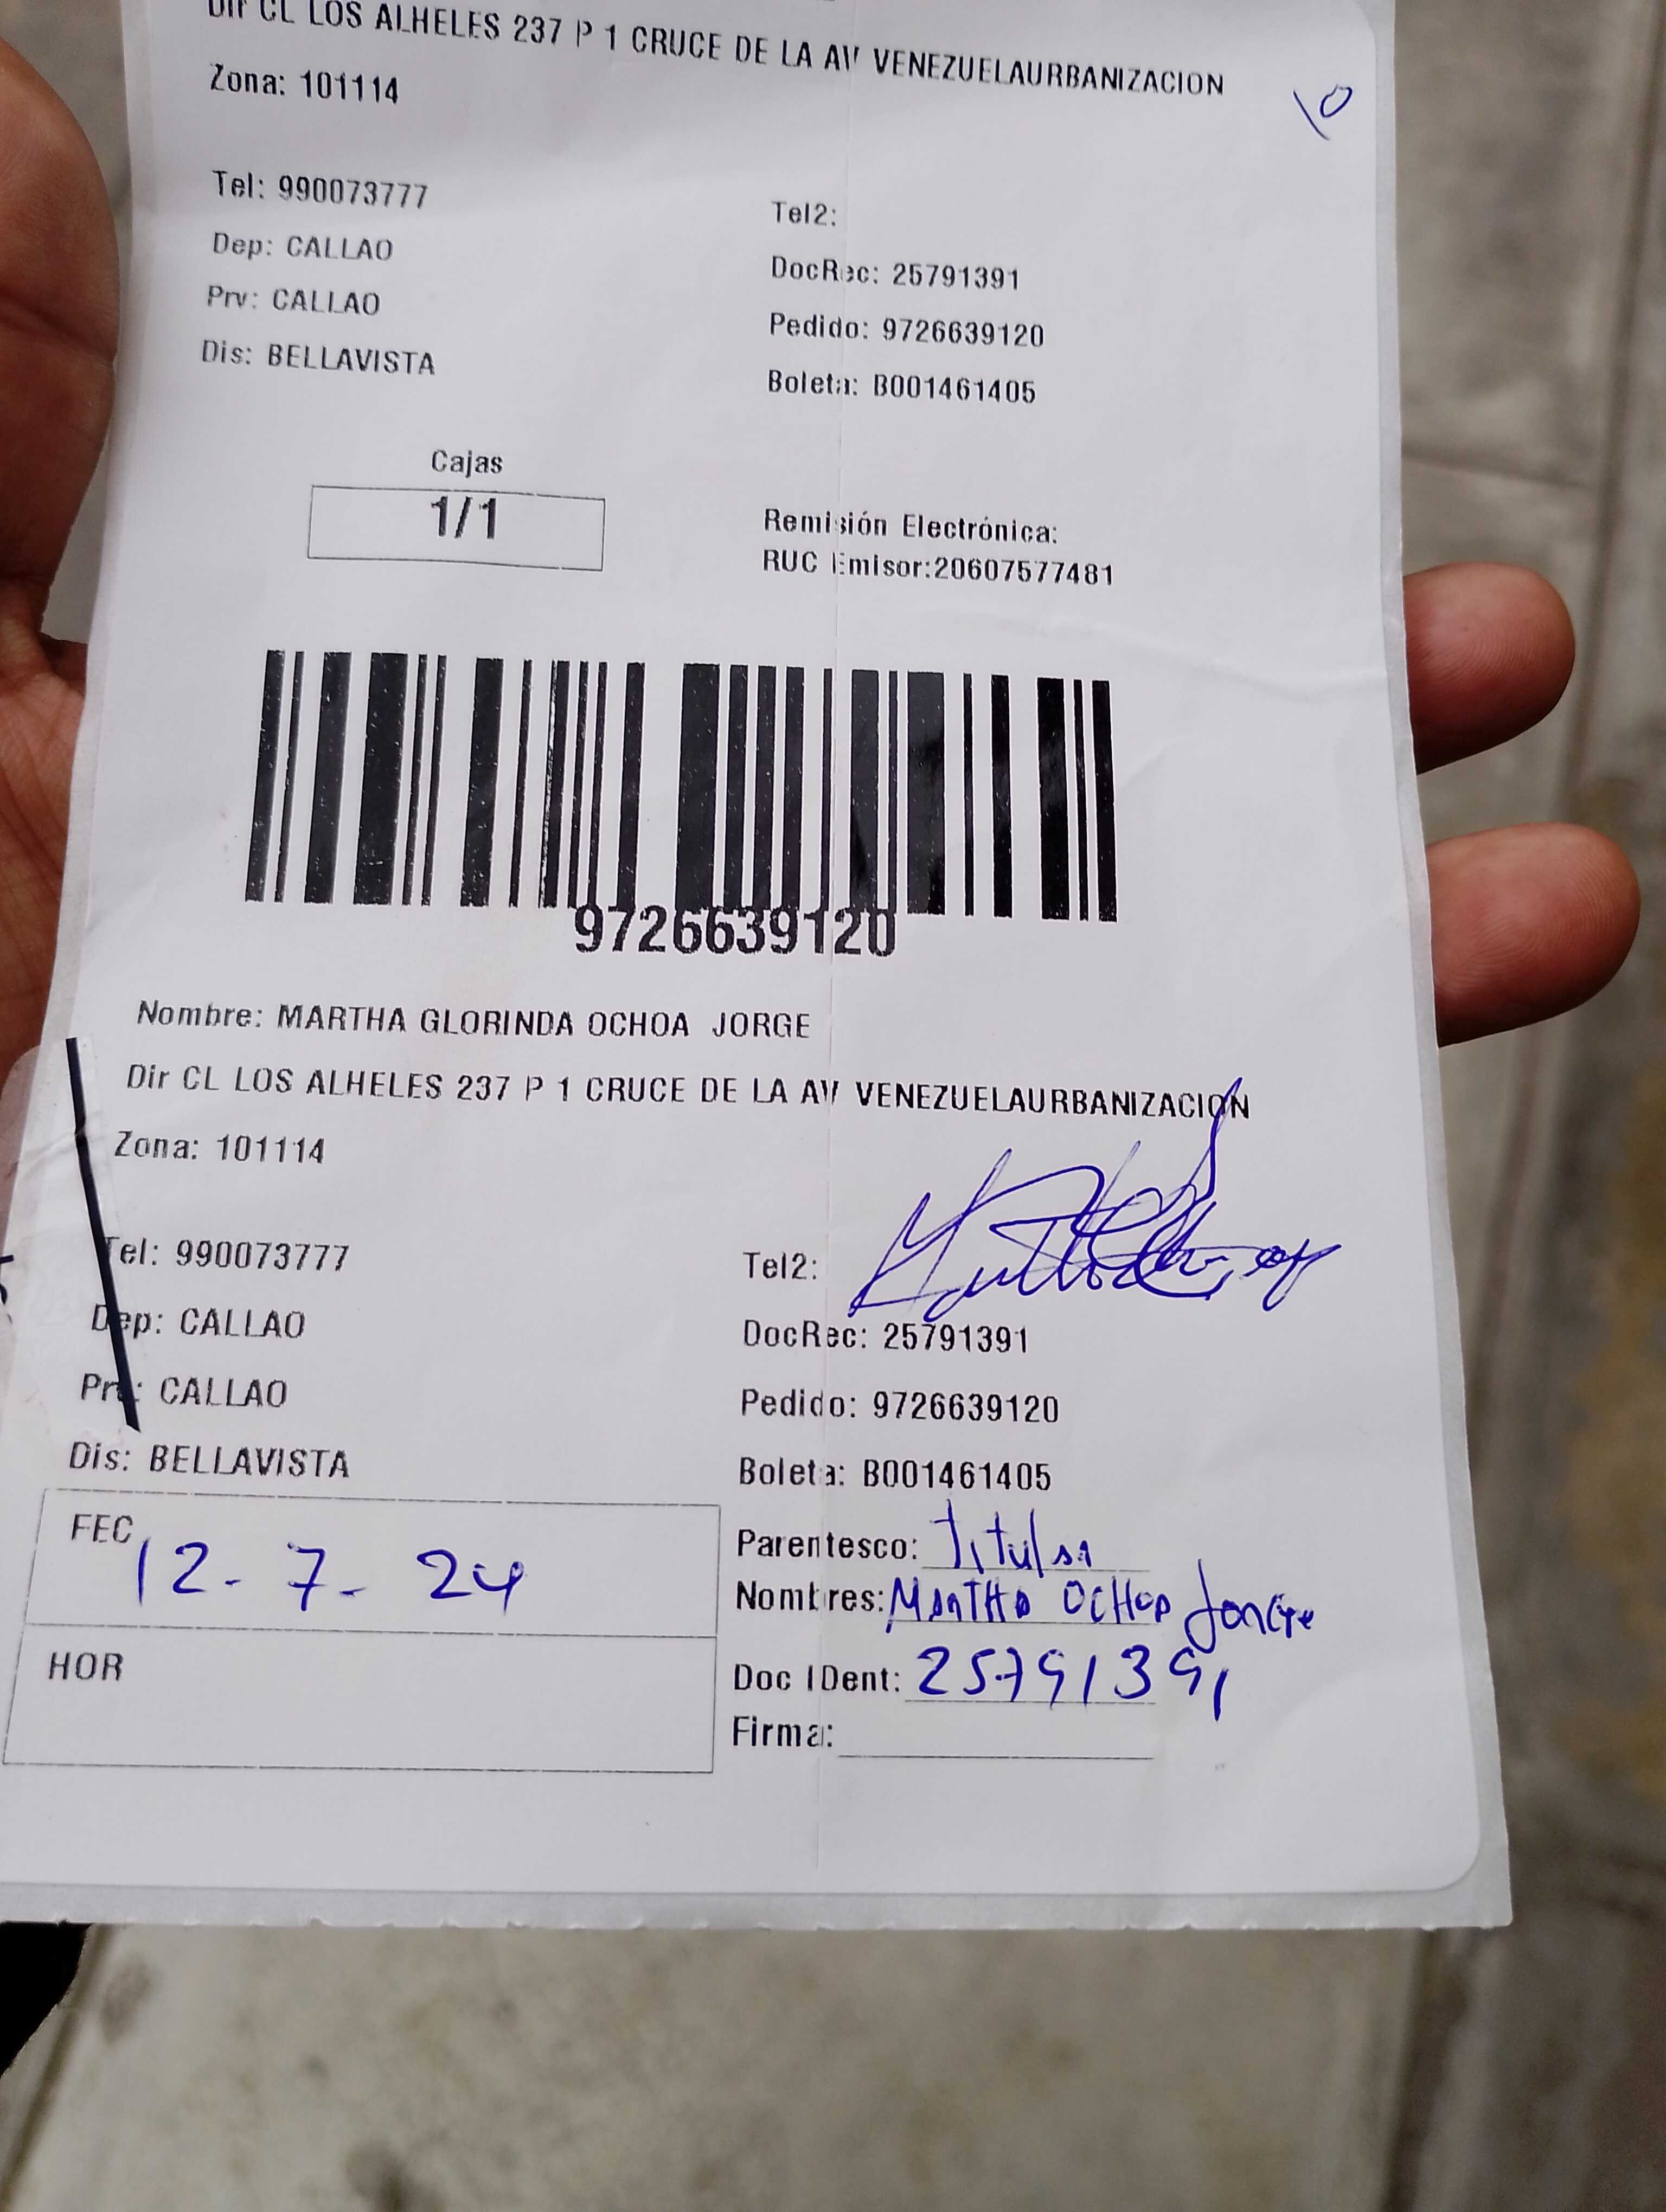 Dir CL LOS ALHELES 237 P 1 CRUCE DE LA AV VENEZUELAURBANIZACION
Zona: 101114
10
Tel: 990073777
Tel2:
Dep: CALLAO
DocRec: 25791391
Prv: CALLAO
Pedido: 9726639120
Dis: BELLAVISTA
Boleta: B001461405
Cajas
1/1
Remisión Electrónica:
RUC Emisor:20607577481
9726639120
Nombre: MARTHA GLORINDA OCHOA JORGE
Dir CL LOS ALHELES 237 P 1 CRUCE DE LA AV VENEZUELAURBANIZACION
Zona: 101114
Tel: 990073777
Tel2:
Dep: CALLAO
DocRec: 25791391
Prv: CALLAO
Pedido: 9726639120
Dis: BELLAVISTA
Boleta: B001461405
FEC 12-7-24
Parentesco: Titular
Nombres: MARTHA OCHOA Jorge
HOR
Doc IDent: 25791391
Firma: